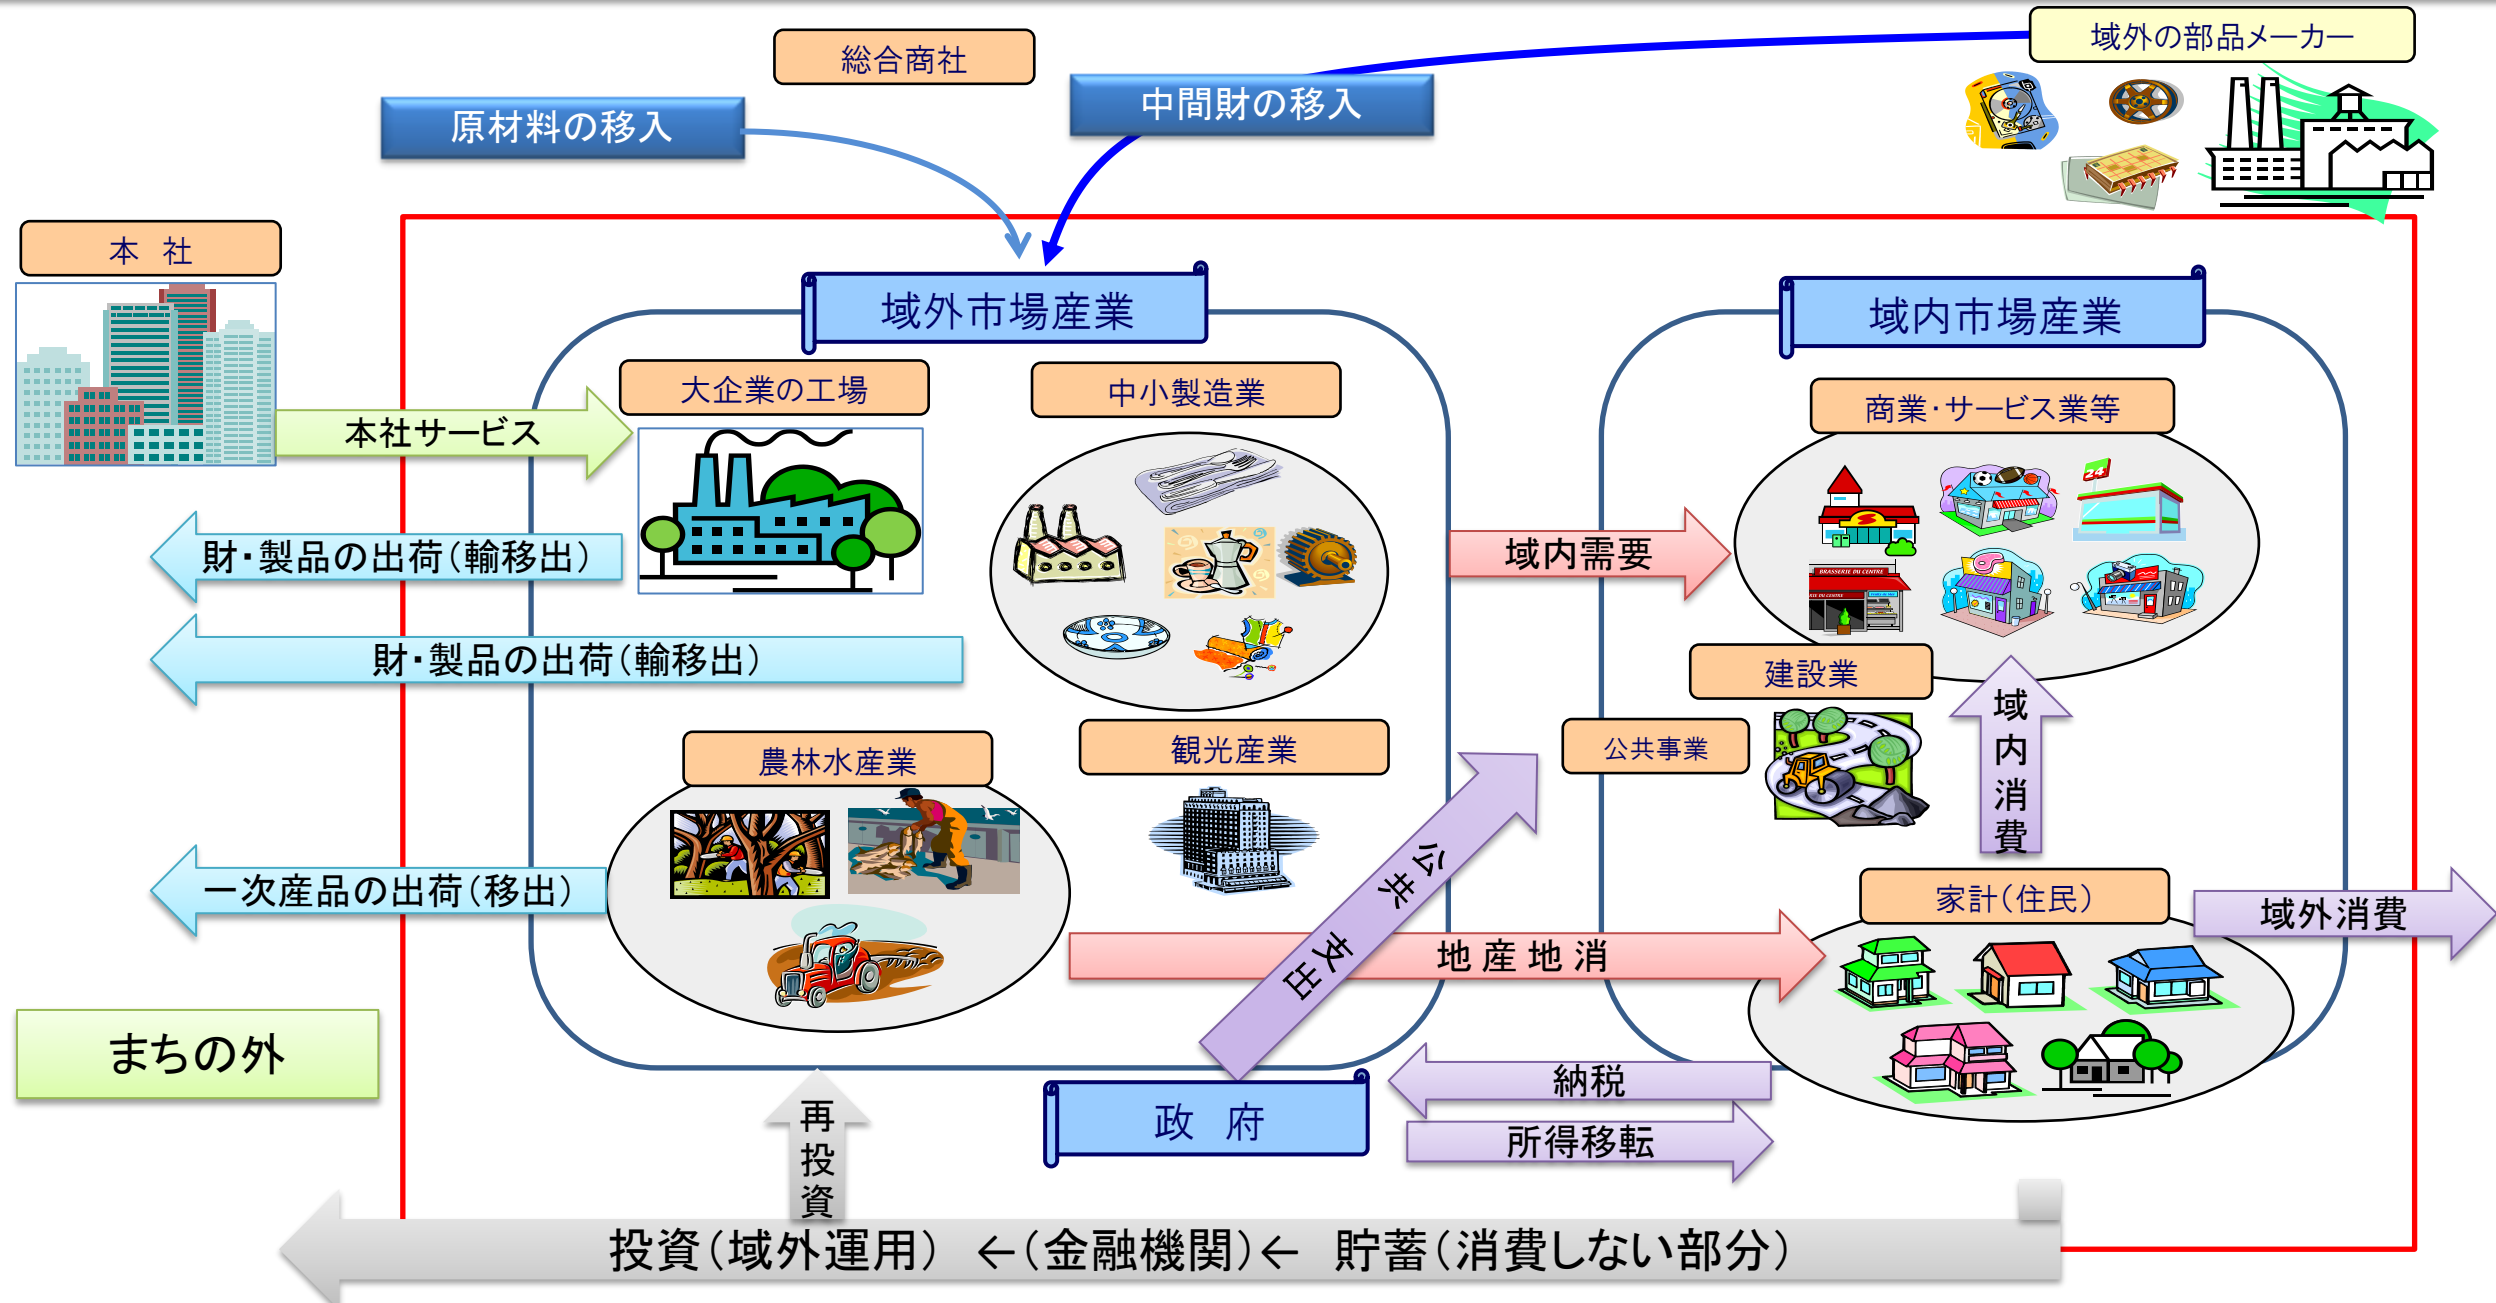 総合商社
域外の部品メーカー
原材料の移入
中間財の移入
本　社
域外市場産業
域内市場産業
大企業の工場
中小製造業
商業・サービス業等
本社サービス
24
財・製品の出荷（輸移出）
域内需要
BRASSERIE DU CENTRE
財・製品の出荷（輸移出）
建設業
域内消費
農林水産業
観光産業
公共事業
公共支出
一次産品の出荷（移出）
家計（住民）
域外消費
地産地消
まちの外
納税
再投資
政　府
所得移転
投資（域外運用）　←（金融機関）←　貯蓄（消費しない部分）